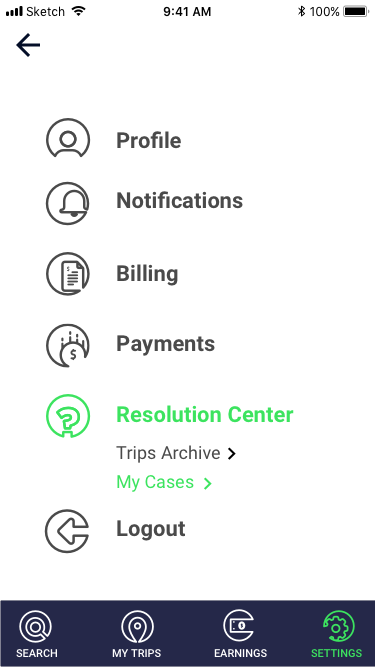 Sketch 9:41 AM 100%
Profile
Notifications
Billing
$
Payments
$
Resolution Center
Trips Archive
My Cases
Logout
SEARCH MY TRIPS EARNINGS SETTINGS